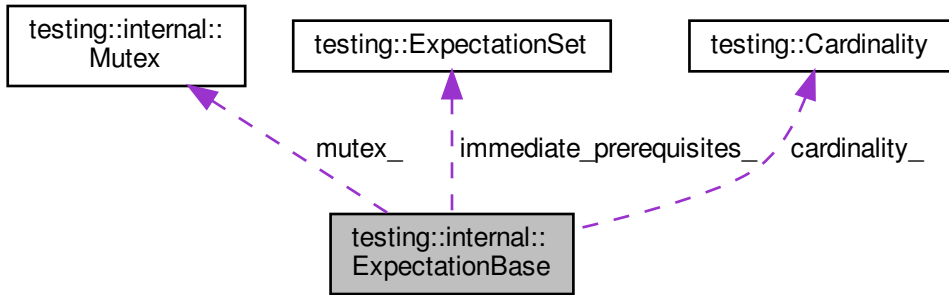 testing::internal::
Mutex
testing::ExpectationSet
testing::Cardinality
mutex_
immediate_prerequisites_
cardinality_
testing::internal::
ExpectationBase